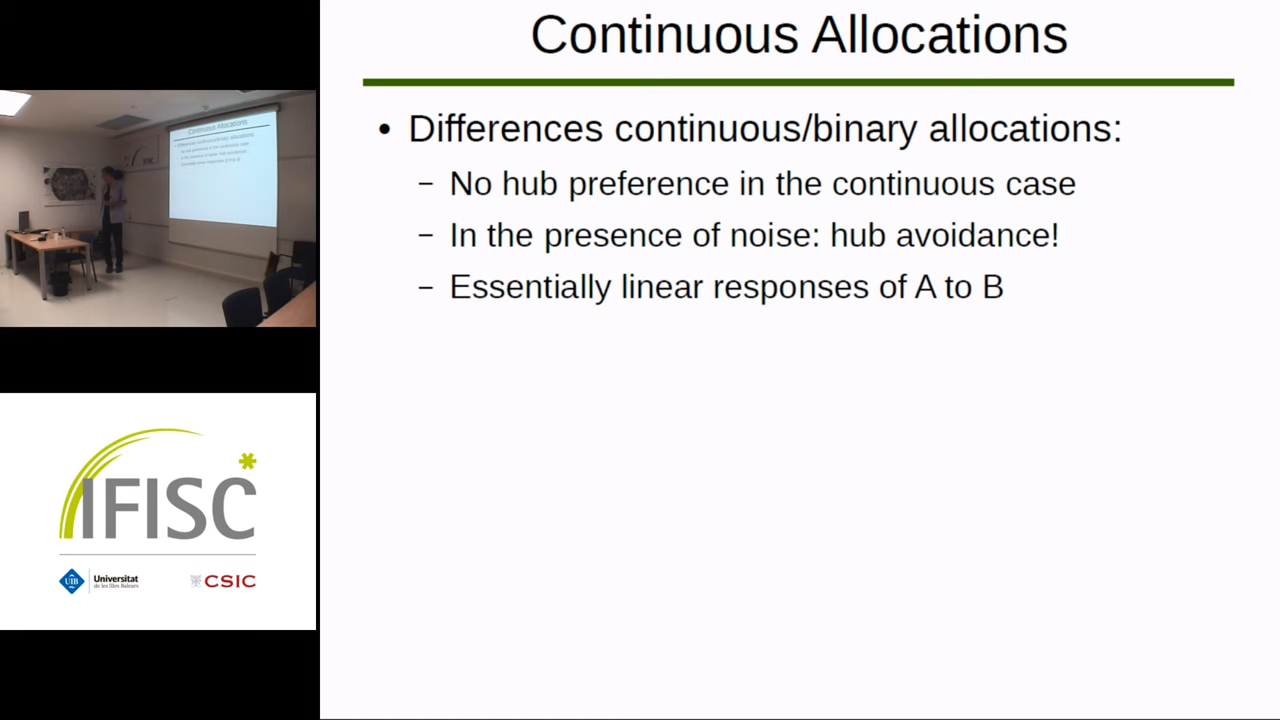 Continuous Allocations
• Differences continuous/binary allocations:
– No hub preference in the continuous case
– In the presence of noise: hub avoidance!
– Essentially linear responses of A to B
IFISC
UIB
Universitat
de les Illes Balears
CSIC